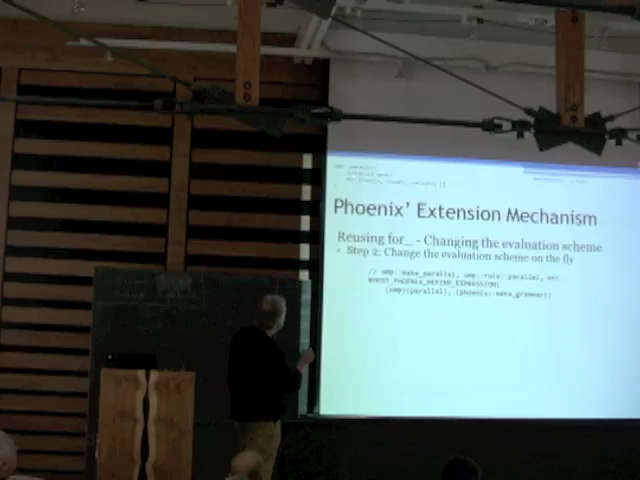 Phoenix' Extension Mechanism
Reusing for_ - Changing the evaluation scheme
• Step 2: Change the evaluation scheme on the fly
// omp::make_parallel, omp::rule::parallel, etc.
BOOST_PHOENIX_DEFINE_EXPRESSION(
(omp)(parallel), (phoenix::meta_grammar))